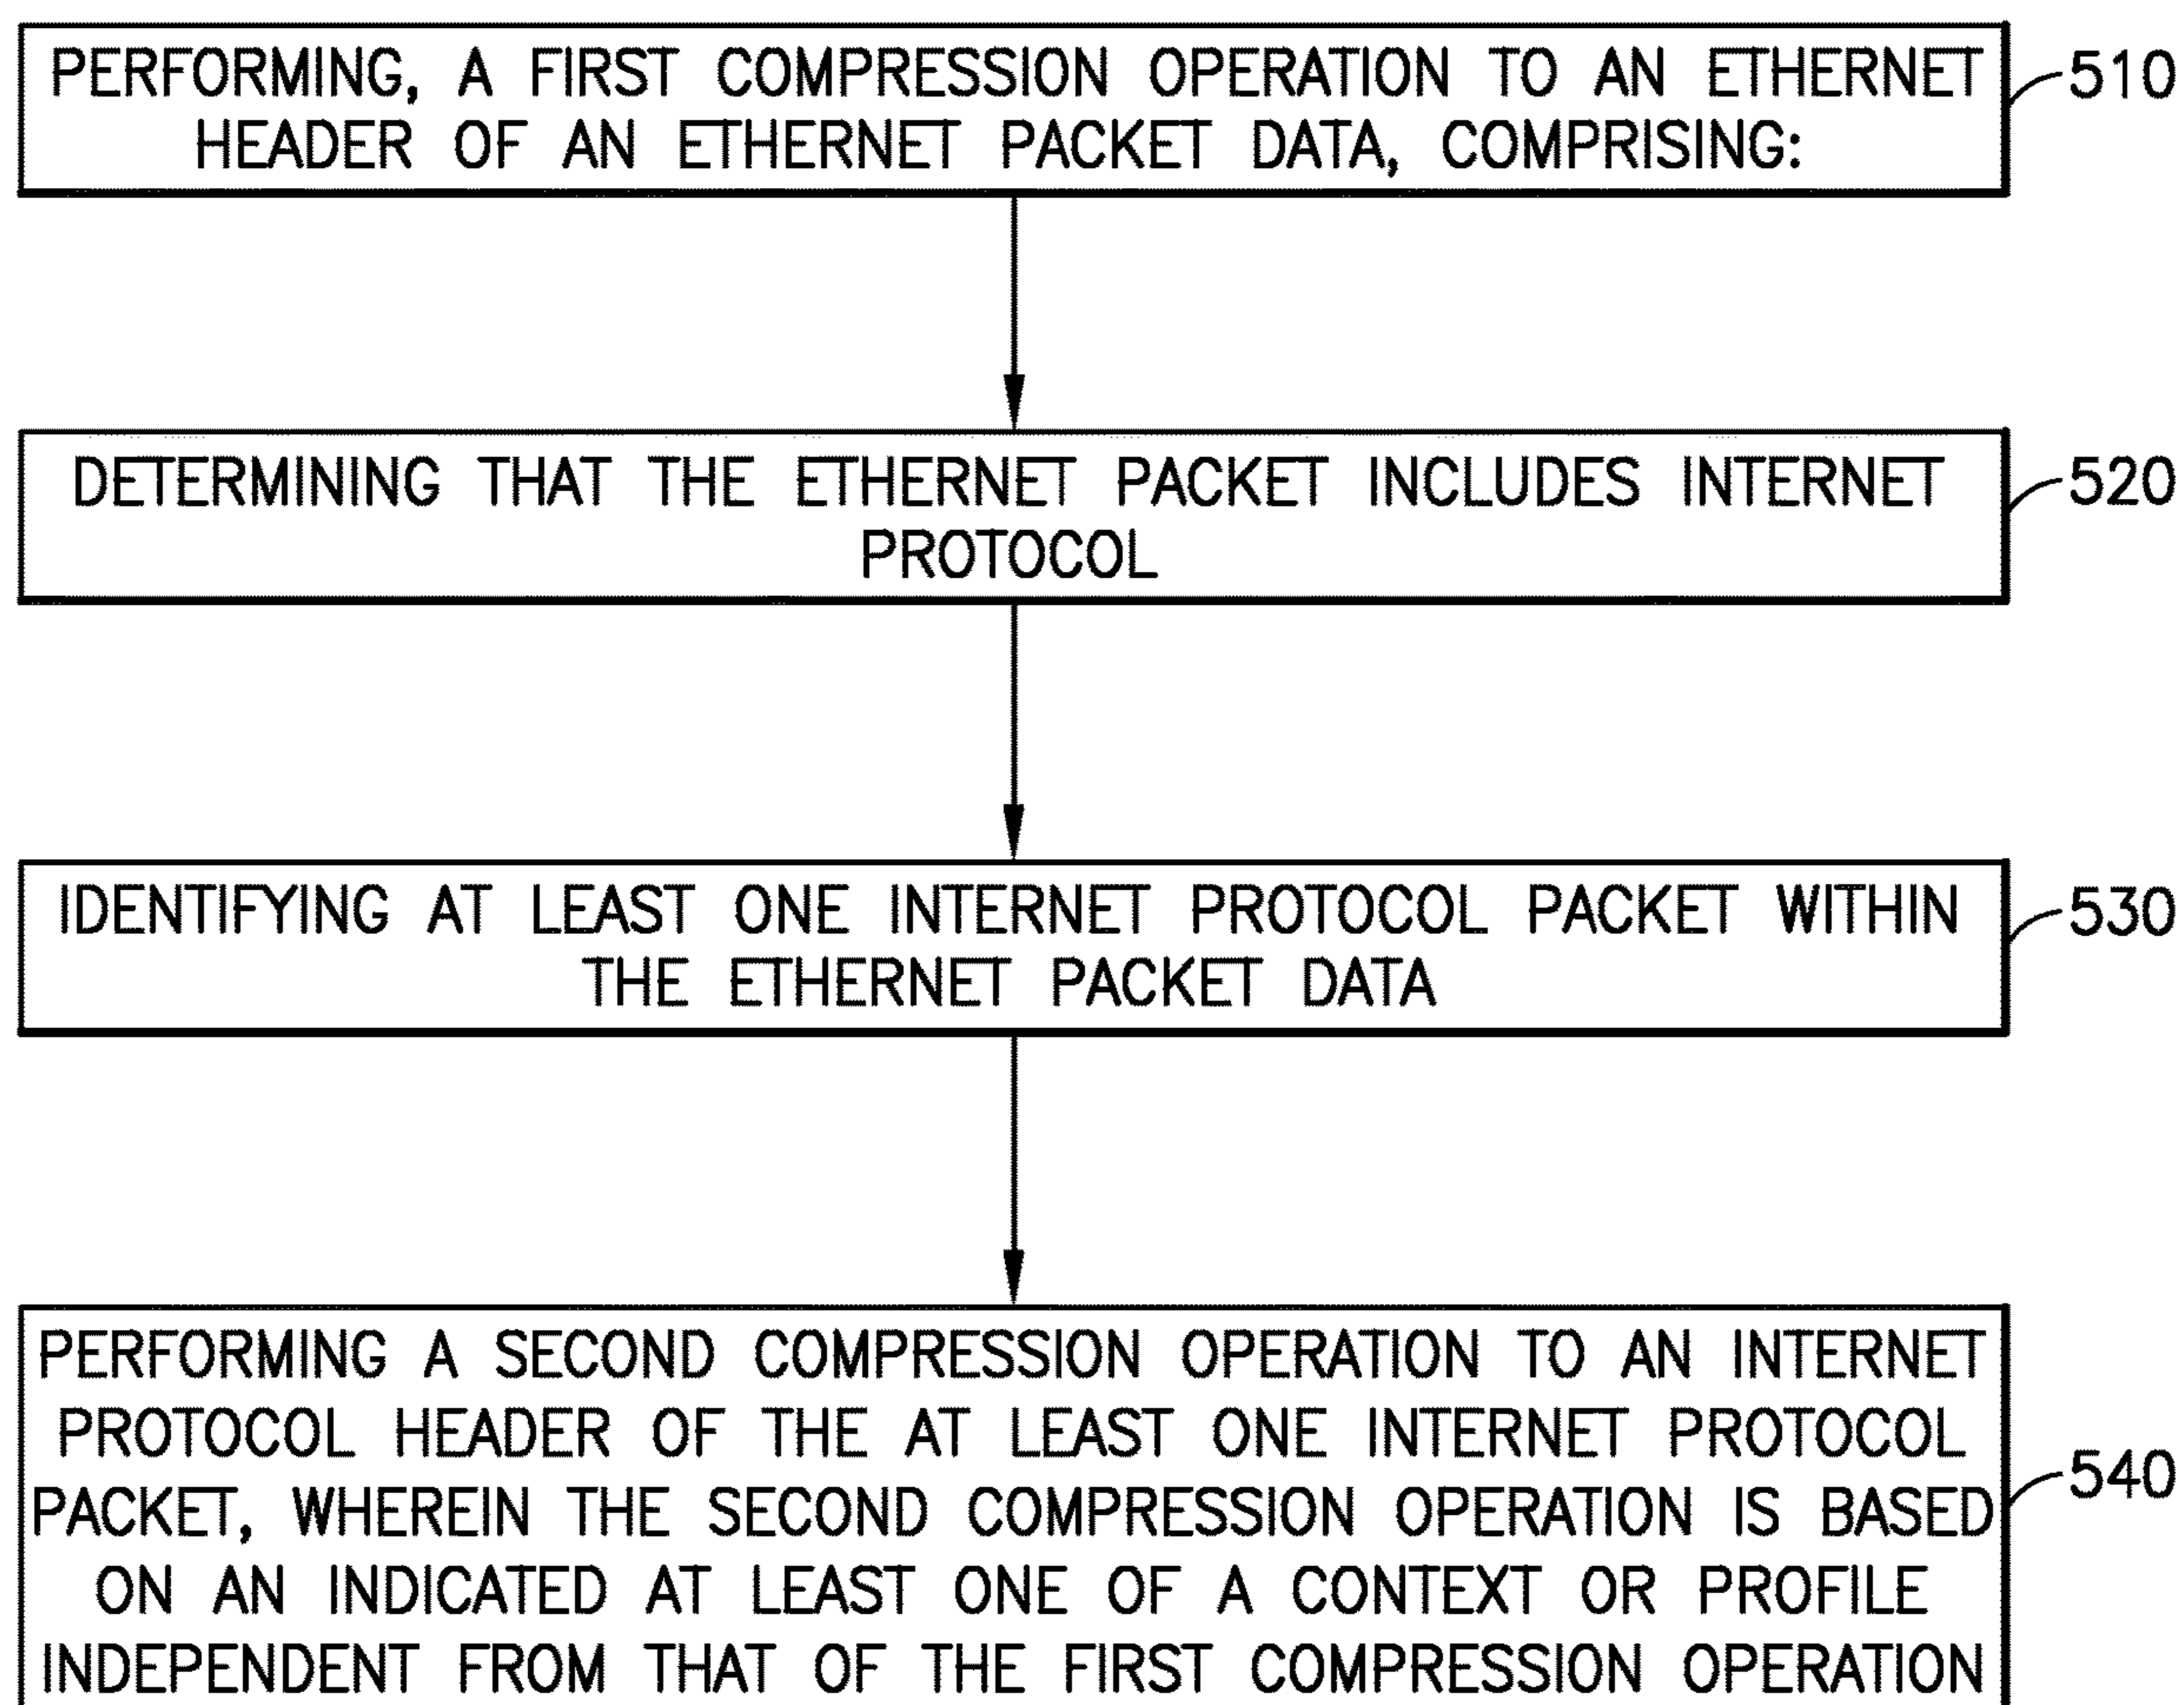 PERFORMING, A FIRST COMPRESSION OPERATION TO AN ETHERNET
HEADER OF AN ETHERNET PACKET DATA, COMPRISING:
510
DETERMINING THAT THE ETHERNET PACKET INCLUDES INTERNET
PROTOCOL
520
IDENTIFYING AT LEAST ONE INTERNET PROTOCOL PACKET WITHIN
THE ETHERNET PACKET DATA
530
PERFORMING A SECOND COMPRESSION OPERATION TO AN INTERNET
PROTOCOL HEADER OF THE AT LEAST ONE INTERNET PROTOCOL
PACKET, WHEREIN THE SECOND COMPRESSION OPERATION IS BASED
ON AN INDICATED AT LEAST ONE OF A CONTEXT OR PROFILE
INDEPENDENT FROM THAT OF THE FIRST COMPRESSION OPERATION
540